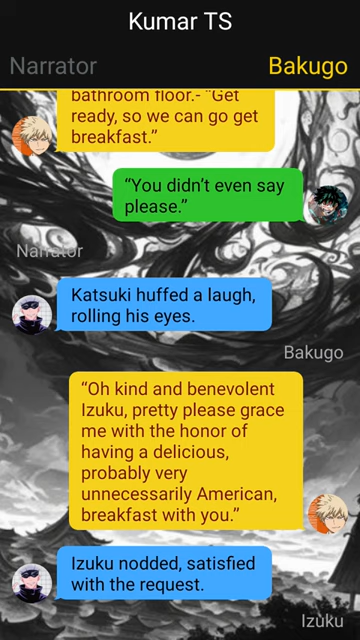 Kumar TS
Narrator
Bakugo
bathroom floor.- “Get
ready, so we can go get
breakfast.”
“You didn’t even say
please.”
Narrator
Katsuki huffed a laugh,
rolling his eyes.
Bakugo
“Oh kind and benevolent
Izuku, pretty please grace
me with the honor of
having a delicious,
probably very
unnecessarily American,
breakfast with you.”
Izuku nodded, satisfied
with the request.
Izuku